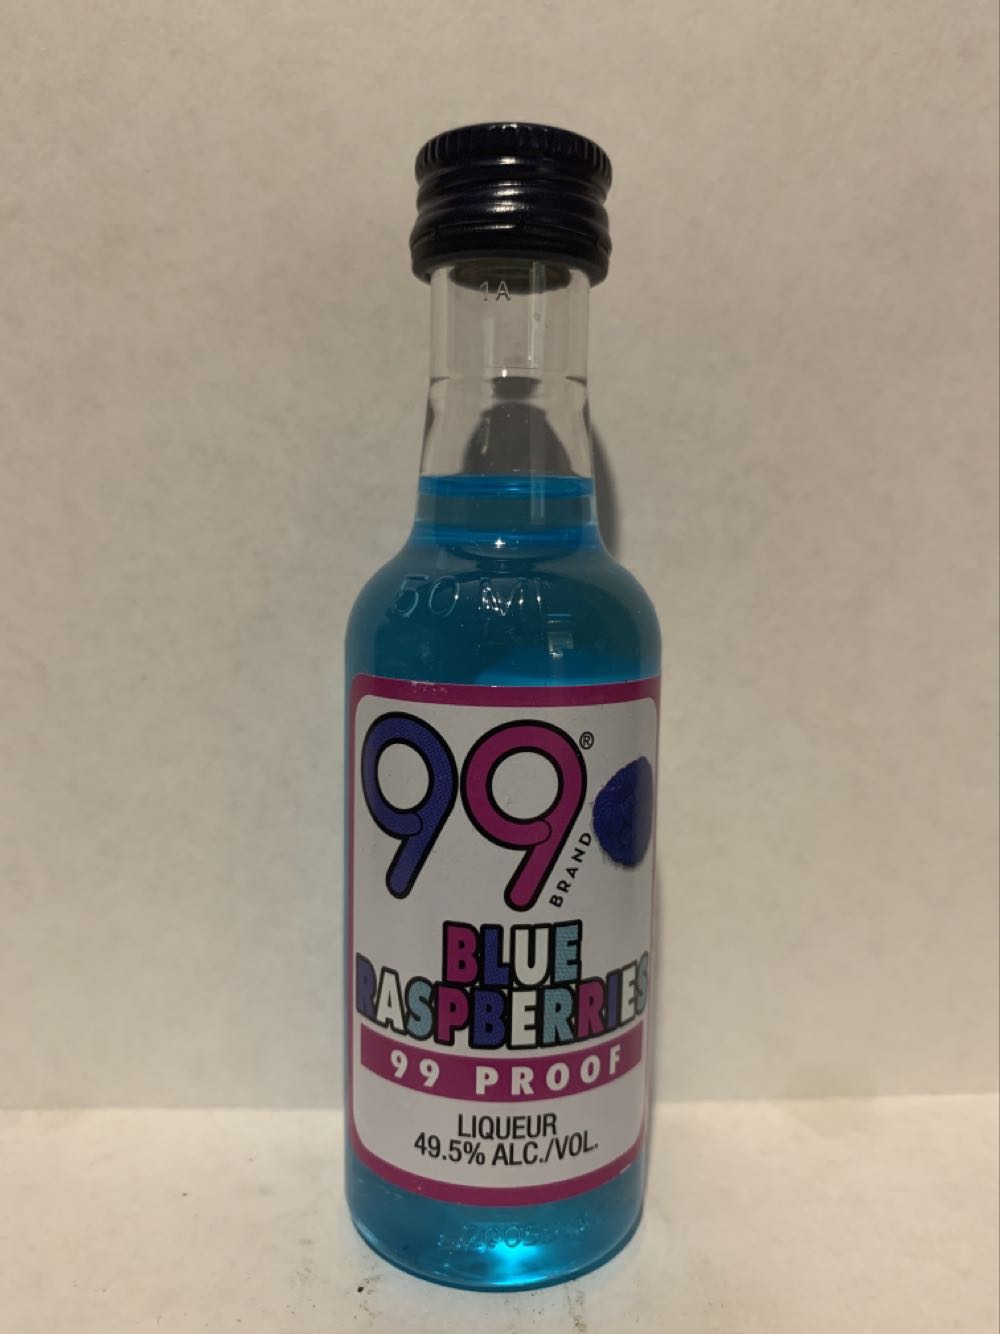 1A
50 ML
99®
BRAND
BLUE
RASPBERRIES
99 PROOF
LIQUEUR
49.5% ALC./VOL.